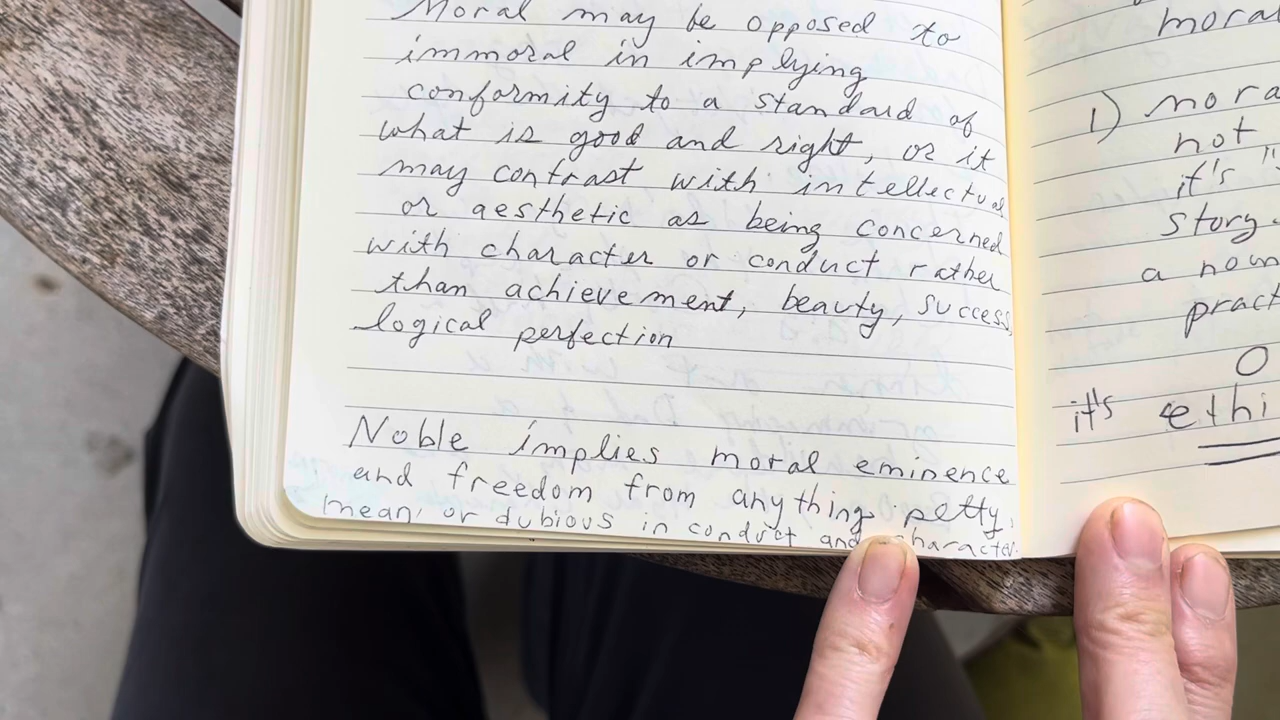 Moral may be opposed to
immoral in implying
conformity to a standard of
what is good and right, or it
may contrast with intellectual
or aesthetic as being concerned
with character or conduct rather
than achievement, beauty, success,
logical perfection
Noble implies moral eminence
and freedom from anything petty,
mean, or dubious in conduct and character.
mora
1) mora
not
it's "
story
a nom
pract
O
it's ethi